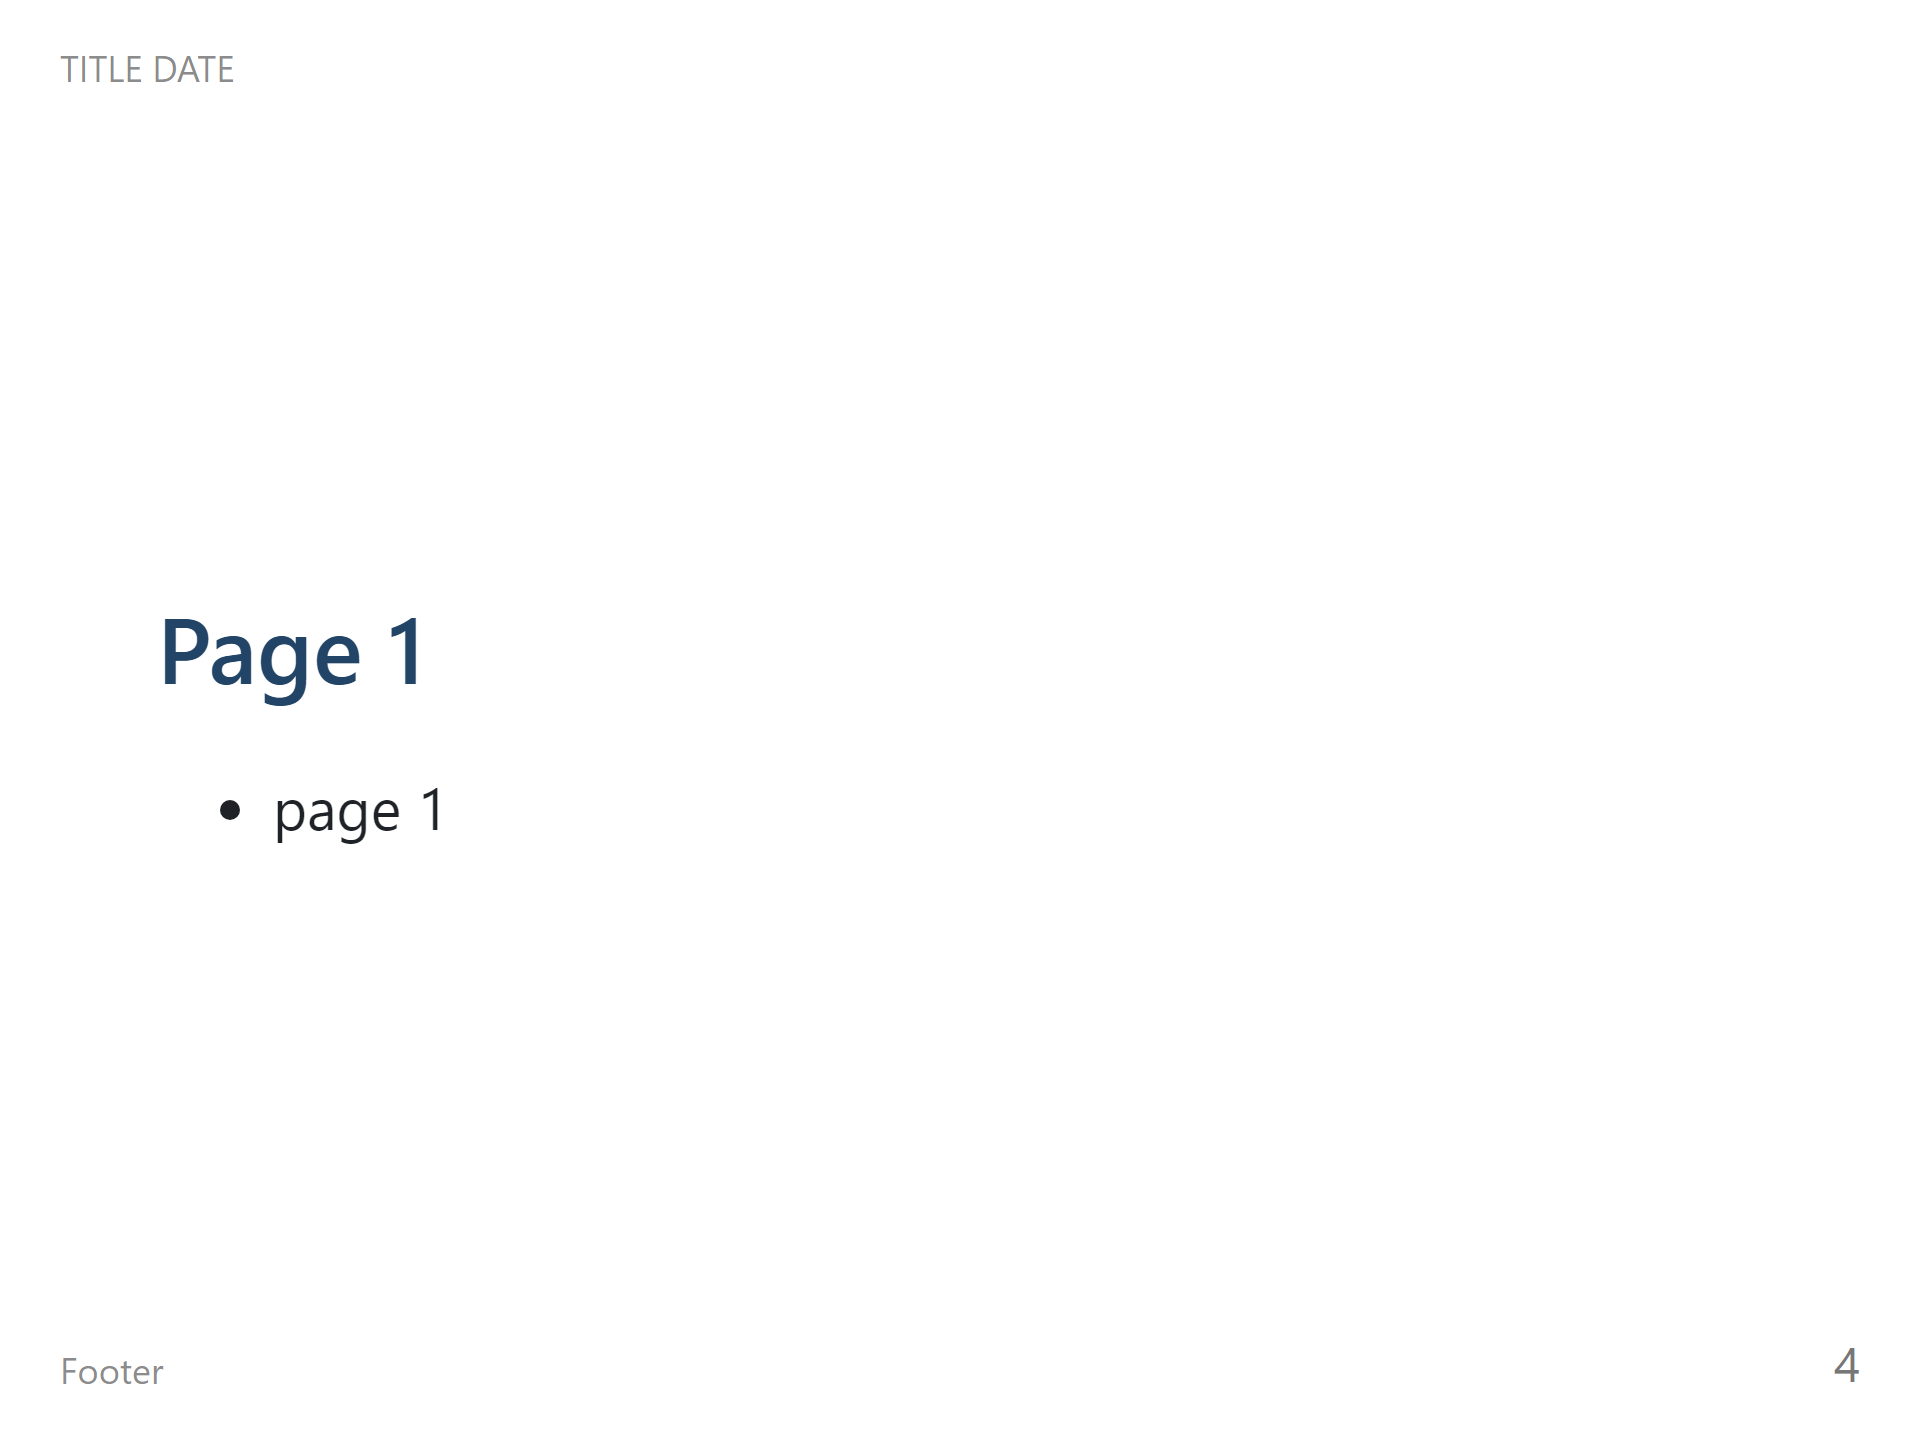 TITLE DATE
Page 1
• page 1
Footer
4